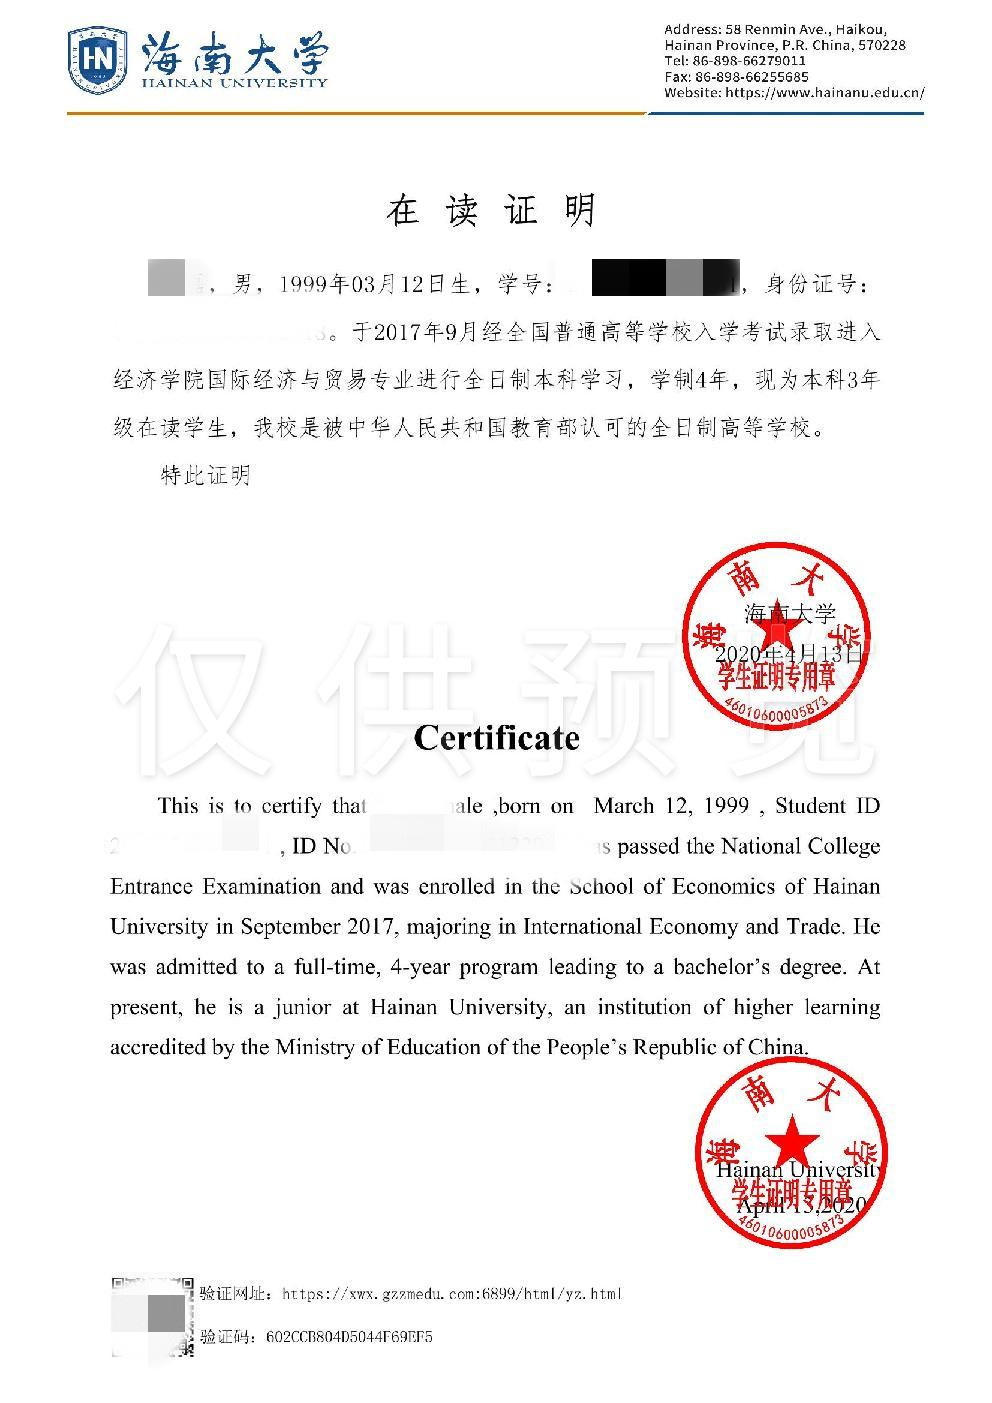 HN
海南大学
HAINAN UNIVERSITY
Address: 58 Renmin Ave., Haikou,
Hainan Province, P.R. China, 570228
Tel: 86-898-66279011
Fax: 86-898-66255685
Website: https://www.hainanu.edu.cn/
在读证明
，男，1999年03月12日生，学号：，身份证号：
。于2017年9月经全国普通高等学校入学考试录取进入
经济学院国际经济与贸易专业进行全日制本科学习，学制4年，现为本科3年
级在读学生，我校是被中华人民共和国教育部认可的全日制高等学校。
特此证明
海南大学
海南大学
2020年4月13日
学生证明专用章
46010600005873
仅供预览
Certificate
This is to certify that ,born on March 12, 1999 , Student ID
, ID No. passed the National College
Entrance Examination and was enrolled in the School of Economics of Hainan
University in September 2017, majoring in International Economy and Trade. He
was admitted to a full-time, 4-year program leading to a bachelor’s degree. At
present, he is a junior at Hainan University, an institution of higher learning
accredited by the Ministry of Education of the People’s Republic of China.
海南大学
Hainan University
学生证明专用章
April 13,2020
46010600005873
验证网址：https://xwx.gzzmedu.com:6899/html/yz.html
验证码：602CCB804D5044F69EF5